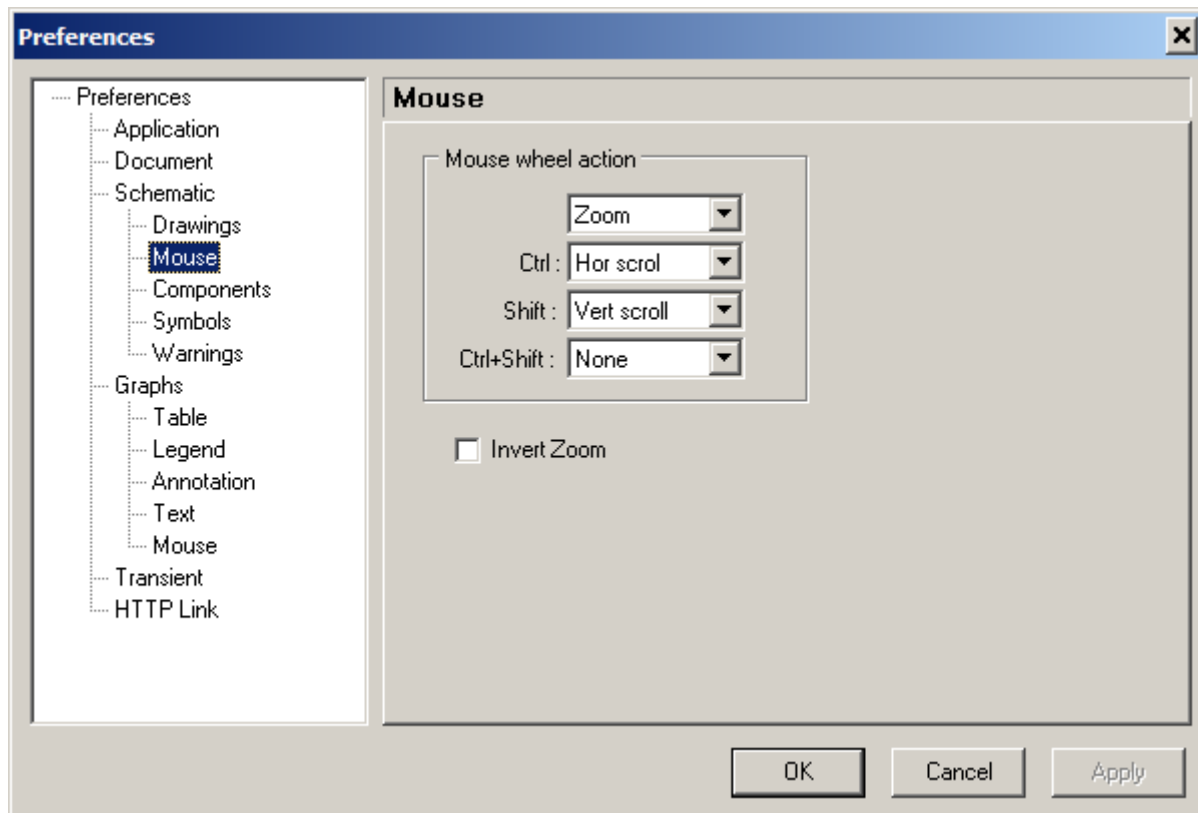 Preferences
Preferences
Application
Document
Schematic
Drawings
Mouse
Components
Symbols
Warnings
Graphs
Table
Legend
Annotation
Text
Mouse
Transient
HTTP Link
Mouse
Mouse wheel action
Zoom
Ctrl : Hor scrol
Shift : Vert scroll
Ctrl+Shift : None
Invert Zoom
OK Cancel Apply